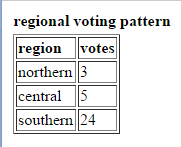 regional voting pattern
region votes
northern 3
central 5
southern 24